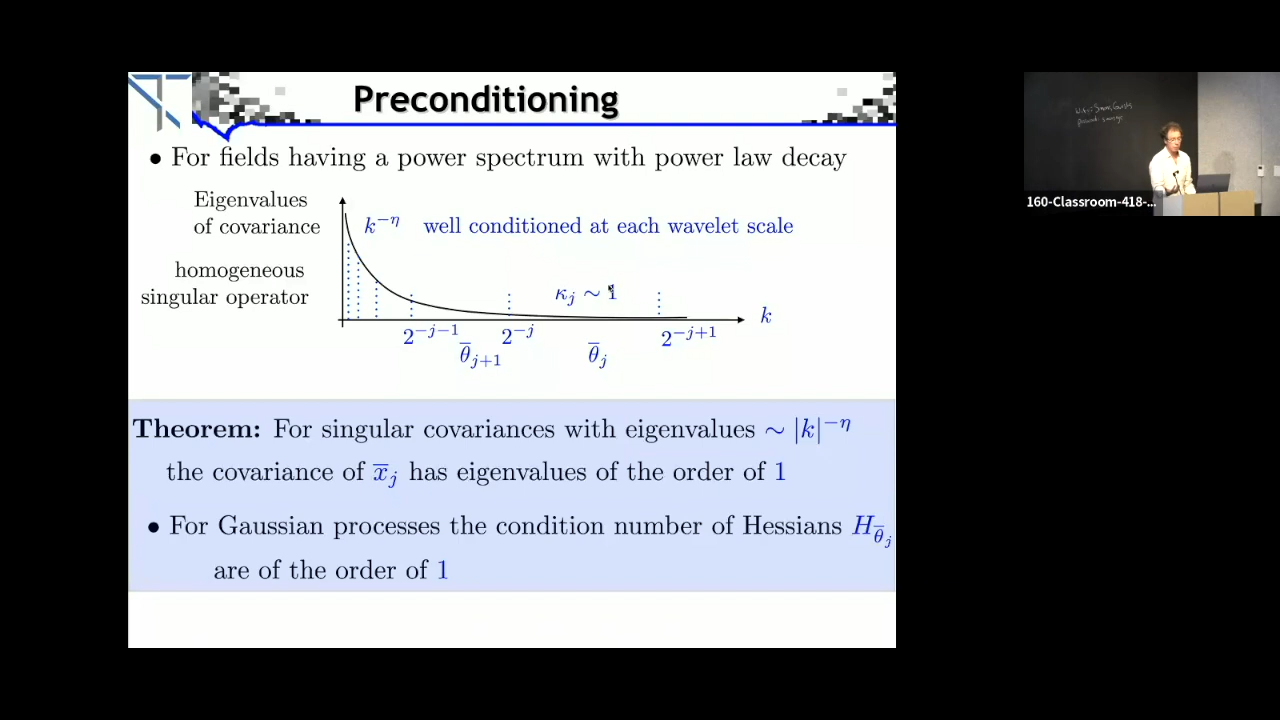 Preconditioning
• For fields having a power spectrum with power law decay
Eigenvalues
of covariance
k^{-η} well conditioned at each wavelet scale
homogeneous
singular operator
κ_j ∼ 1
k
2^{-j-1} 2^{-j} 2^{-j+1}
θ̅_{j+1} θ̅_j
Theorem: For singular covariances with eigenvalues ∼ |k|^{-η}
the covariance of x̅_j has eigenvalues of the order of 1
• For Gaussian processes the condition number of Hessians H_{θ̅_j}
are of the order of 1
160-Classroom-418-...